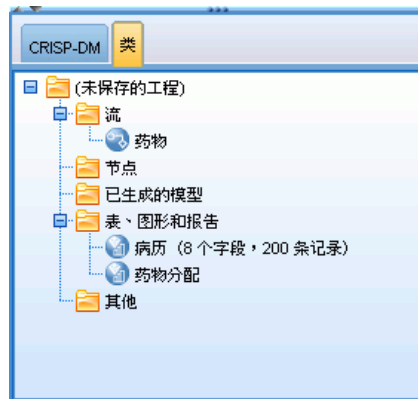 CRISP-DM 类
(未保存的工程)
流
药物
节点
已生成的模型
表、图形和报告
病历 (8 个字段，200 条记录)
药物分配
其他